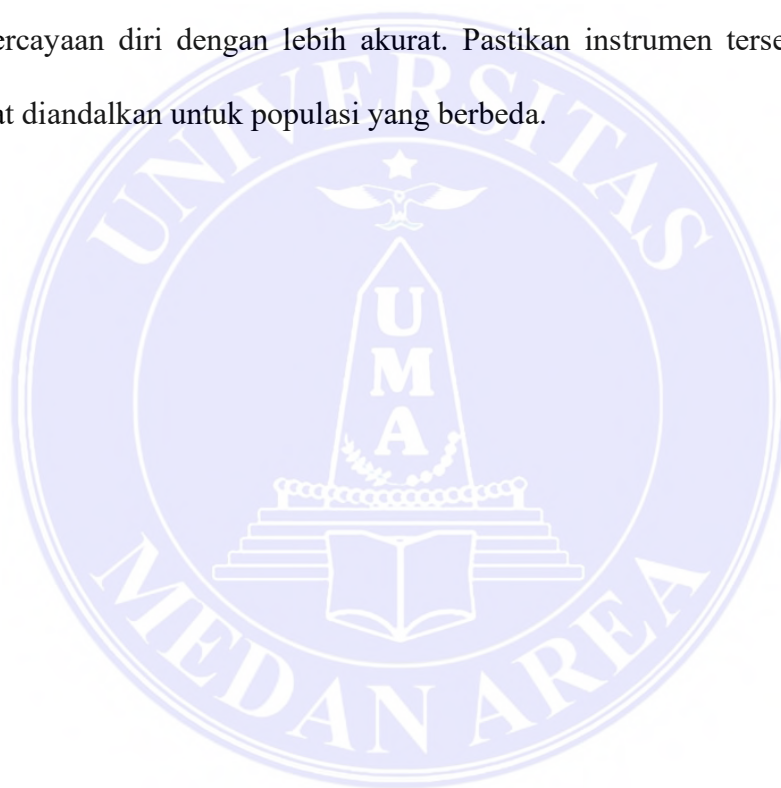 ercayaan diri dengan lebih akurat. Pastikan instrumen terse
at diandalkan untuk populasi yang berbeda.
UNIVERSITAS
UMA
MEDAN AREA